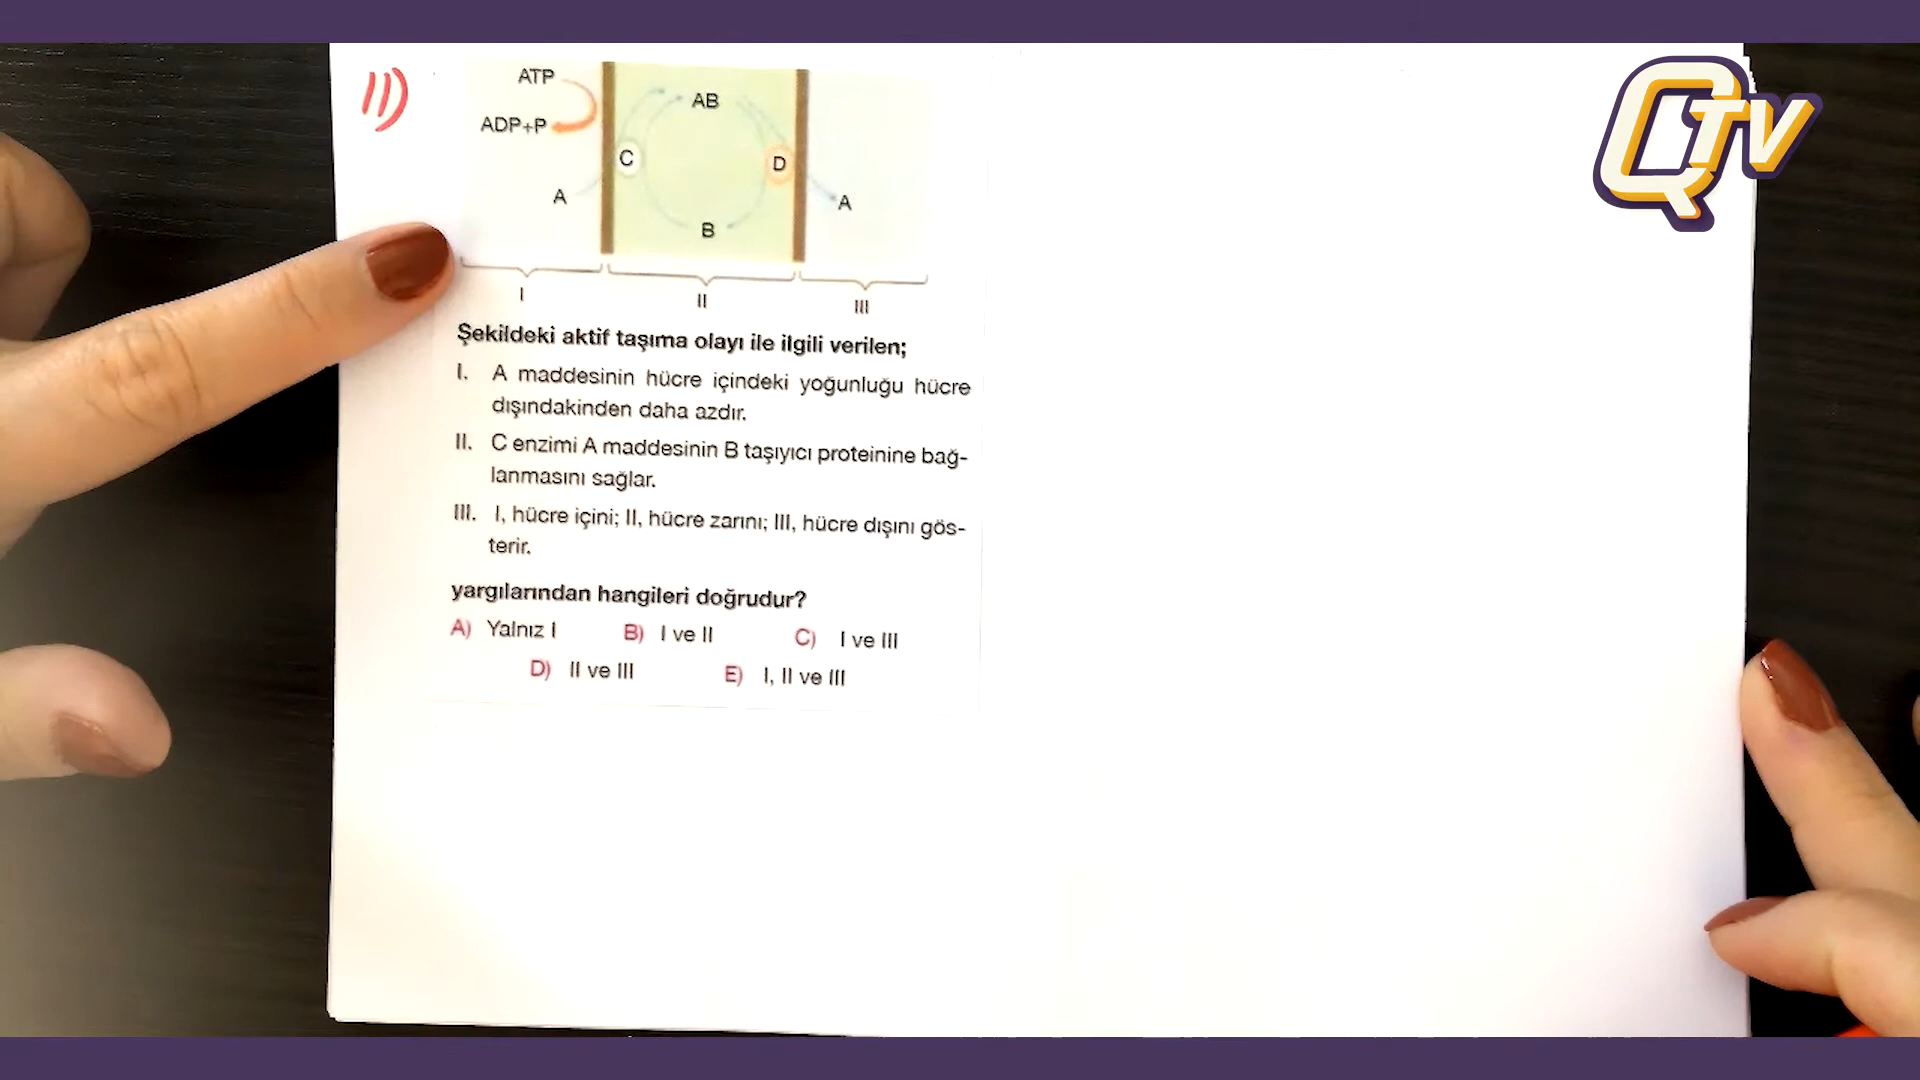 11)
ATP
AB
ADP+P
C
D
A
A
B
I
II
III
Şekildeki aktif taşıma olayı ile ilgili verilen;
I. A maddesinin hücre içindeki yoğunluğu hücre
dışındakinden daha azdır.
II. C enzimi A maddesinin B taşıyıcı proteinine bağ-
lanmasını sağlar.
III. I, hücre içini; II, hücre zarını; III, hücre dışını gös-
terir.
yargılarından hangileri doğrudur?
A) Yalnız I B) I ve II C) I ve III
D) II ve III E) I, II ve III
QTV